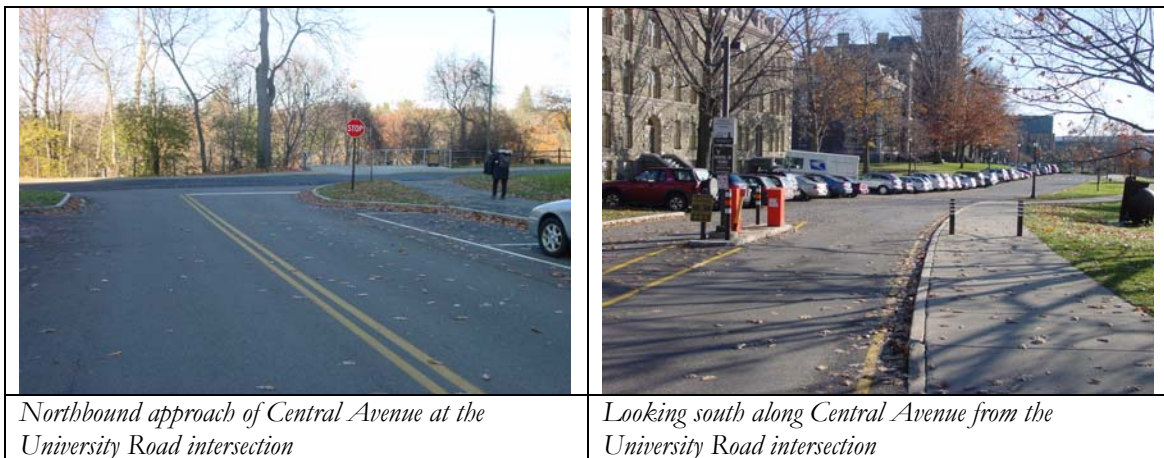 STOP
Northbound approach of Central Avenue at the
University Road intersection
Looking south along Central Avenue from the
University Road intersection